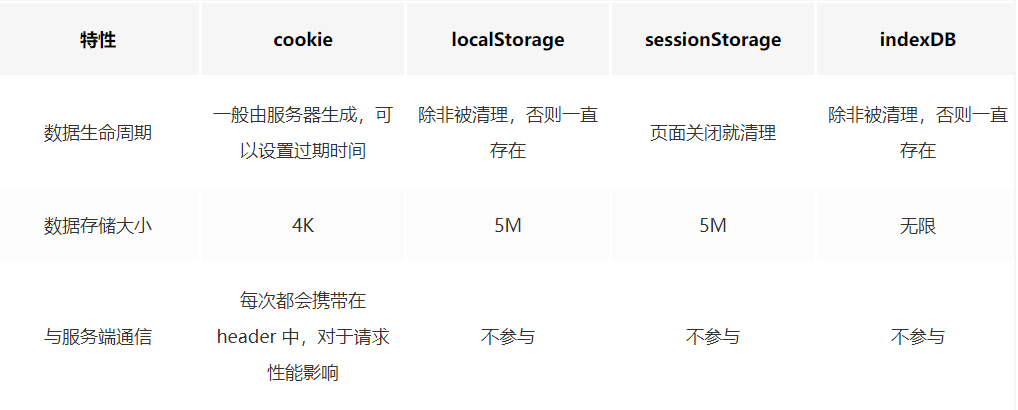 特性 cookie localStorage sessionStorage indexDB
数据生命周期
一般由服务器生成，可
以设置过期时间
除非被清理，否则一直
存在
页面关闭就清理
除非被清理，否则一直
存在
数据存储大小 4K 5M 5M 无限
与服务端通信
每次都会携带在
header 中，对于请求
性能影响
不参与 不参与 不参与